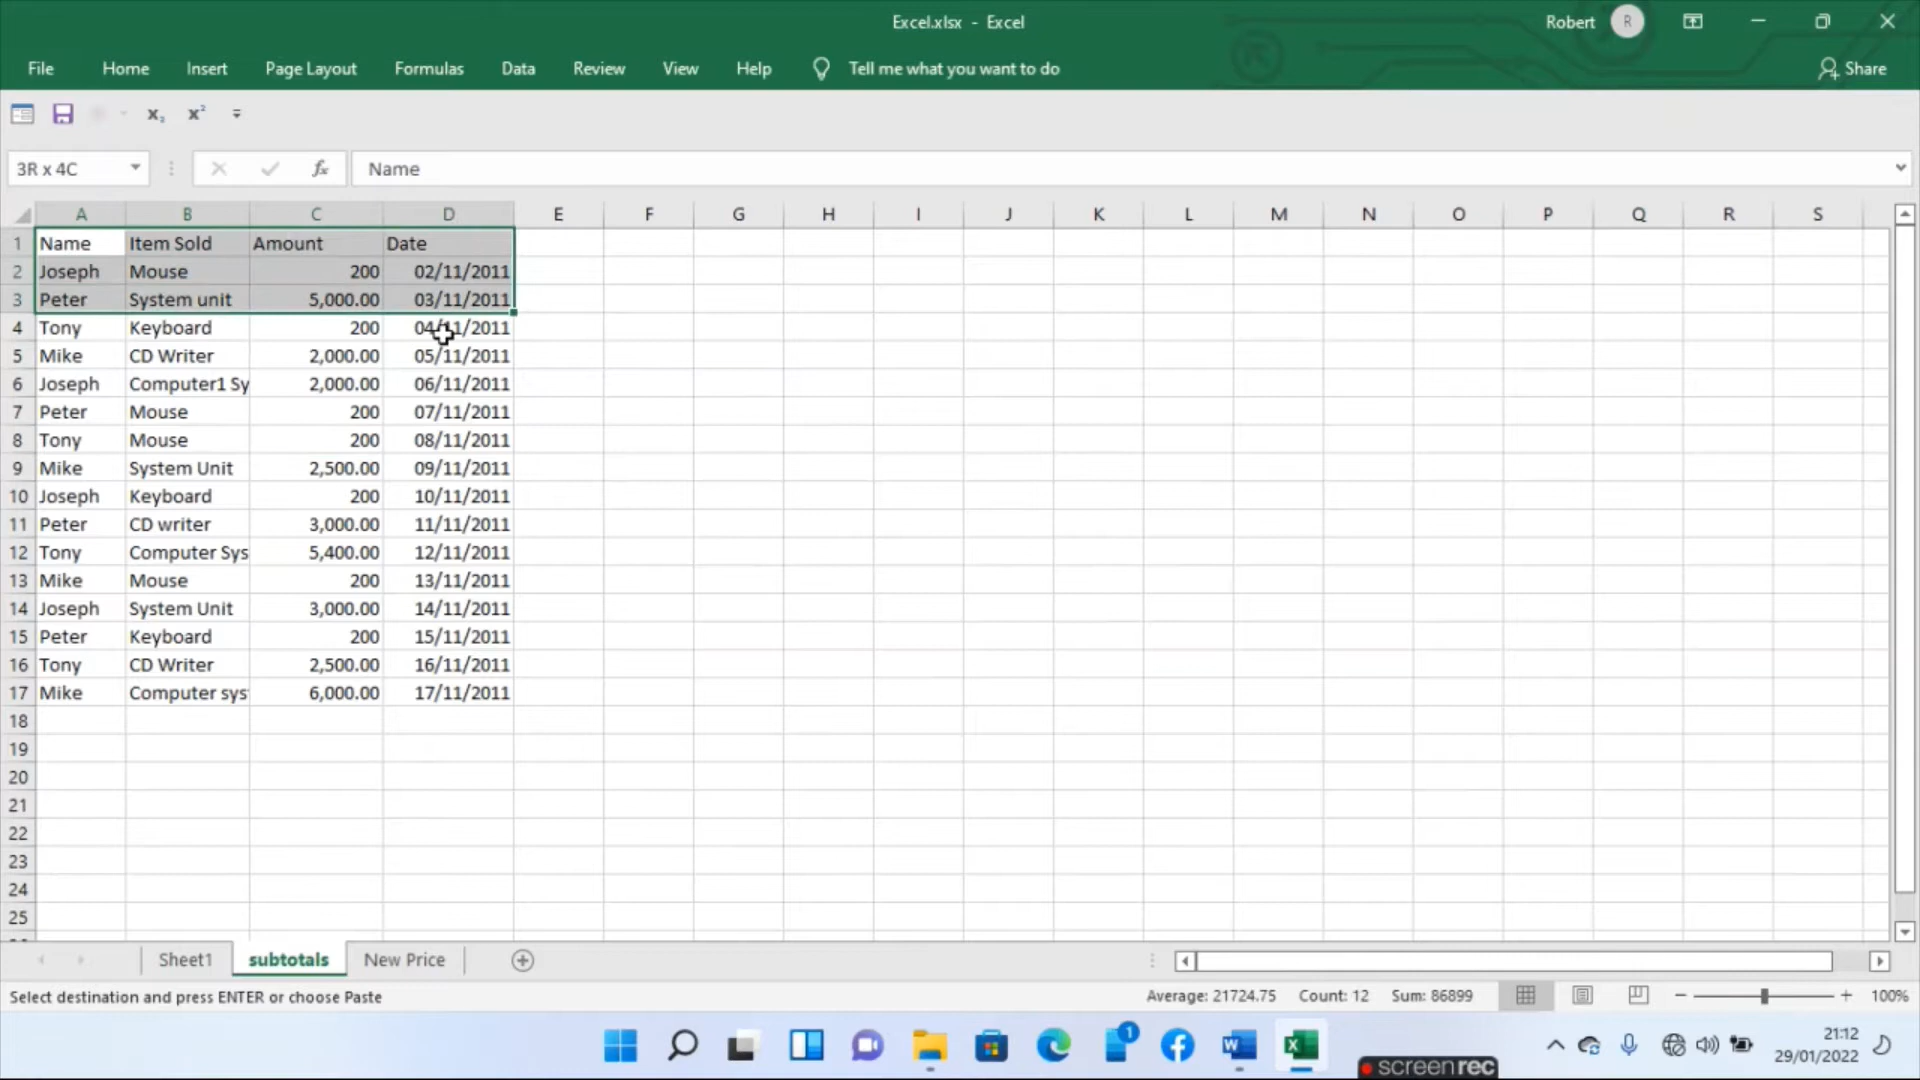 Excel.xlsx - Excel
Robert R
File Home Insert Page Layout Formulas Data Review View Help Tell me what you want to do Share
x₂ x²
3R x 4C fx Name
A B C D E F G H I J K L M N O P Q R S
1 Name Item Sold Amount Date
2 Joseph Mouse 200 02/11/2011
3 Peter System unit 5,000.00 03/11/2011
4 Tony Keyboard 200 04/11/2011
5 Mike CD Writer 2,000.00 05/11/2011
6 Joseph Computer1 Sy 2,000.00 06/11/2011
7 Peter Mouse 200 07/11/2011
8 Tony Mouse 200 08/11/2011
9 Mike System Unit 2,500.00 09/11/2011
10 Joseph Keyboard 200 10/11/2011
11 Peter CD writer 3,000.00 11/11/2011
12 Tony Computer Sys 5,400.00 12/11/2011
13 Mike Mouse 200 13/11/2011
14 Joseph System Unit 3,000.00 14/11/2011
15 Peter Keyboard 200 15/11/2011
16 Tony CD Writer 2,500.00 16/11/2011
17 Mike Computer sys 6,000.00 17/11/2011
18
19
20
21
22
23
24
25
Sheet1 subtotals New Price
Select destination and press ENTER or choose Paste Average: 21724.75 Count: 12 Sum: 86899 100%
1 W X 21:12
29/01/2022
screenrec